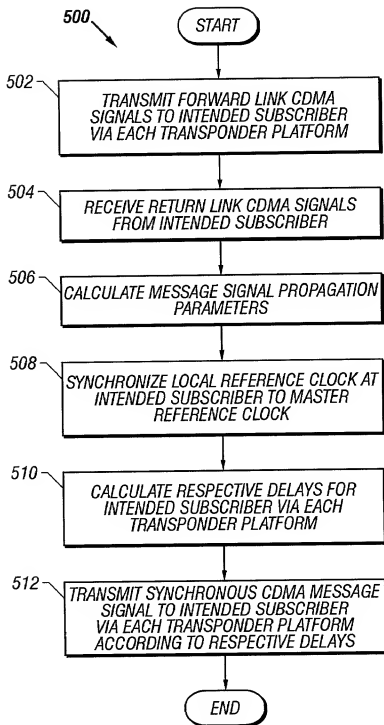 500
START
502
TRANSMIT FORWARD LINK CDMA
SIGNALS TO INTENDED SUBSCRIBER
VIA EACH TRANSPONDER PLATFORM
504
RECEIVE RETURN LINK CDMA SIGNALS
FROM INTENDED SUBSCRIBER
506
CALCULATE MESSAGE SIGNAL PROPAGATION
PARAMETERS
508
SYNCHRONIZE LOCAL REFERENCE CLOCK AT
INTENDED SUBSCRIBER TO MASTER
REFERENCE CLOCK
510
CALCULATE RESPECTIVE DELAYS FOR
INTENDED SUBSCRIBER VIA EACH
TRANSPONDER PLATFORM
512
TRANSMIT SYNCHRONOUS CDMA MESSAGE
SIGNAL TO INTENDED SUBSCRIBER
VIA EACH TRANSPONDER PLATFORM
ACCORDING TO RESPECTIVE DELAYS
END